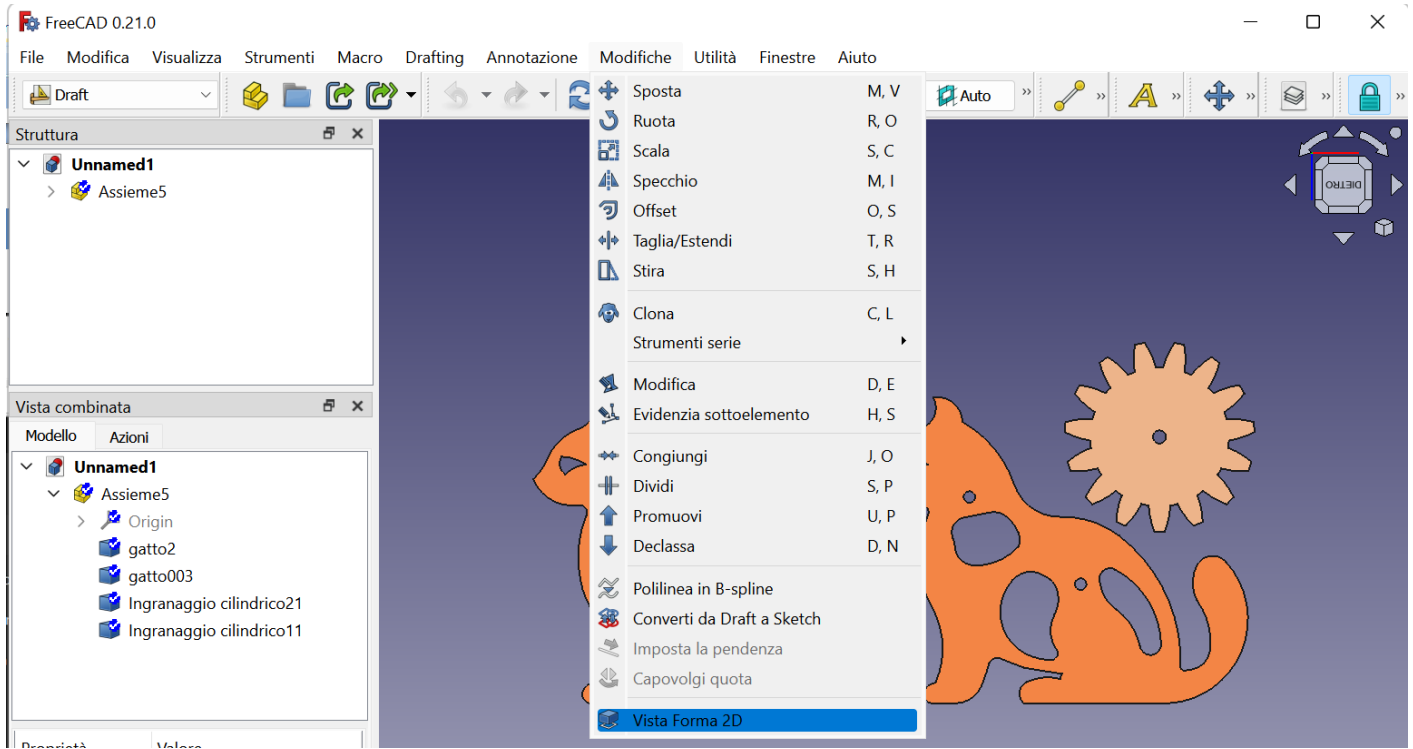 FreeCAD 0.21.0
File Modifica Visualizza Strumenti Macro Drafting Annotazione Modifiche Utilità Finestre Aiuto
Draft
Auto
Struttura
Unnamed1
Assieme5
Vista combinata
Modello Azioni
Unnamed1
Assieme5
Origin
gatto2
gatto003
Ingranaggio cilindrico21
Ingranaggio cilindrico11
Proprietà Valore
Sposta M, V
Ruota R, O
Scala S, C
Specchio M, I
Offset O, S
Taglia/Estendi T, R
Stira S, H
Clona C, L
Strumenti serie
Modifica D, E
Evidenzia sottoelemento H, S
Congiungi J, O
Dividi S, P
Promuovi U, P
Declassa D, N
Polilinea in B-spline
Converti da Draft a Sketch
Imposta la pendenza
Capovolgi quota
Vista Forma 2D
DIETRO